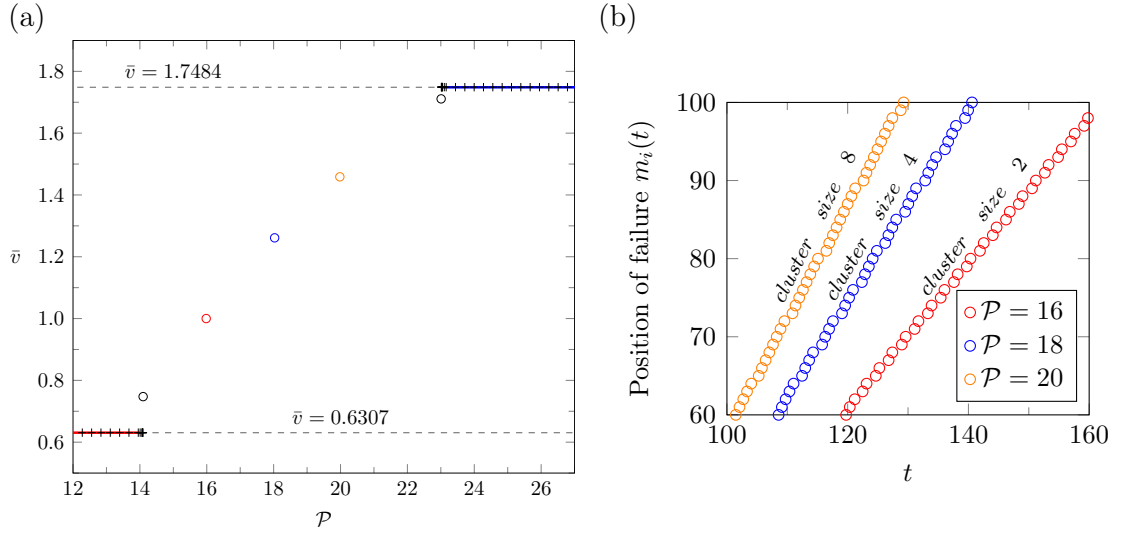 (a)
1.8
1.6
1.4
1.2
1.0
0.8
0.6
v̄
v̄ = 1.7484
v̄ = 0.6307
12 14 16 18 20 22 24 26
𝒫
(b)
Position of failure mᵢ(t)
100
90
80
70
60
cluster size 8
cluster size 4
cluster size 2
𝒫 = 16
𝒫 = 18
𝒫 = 20
100 120 140 160
t